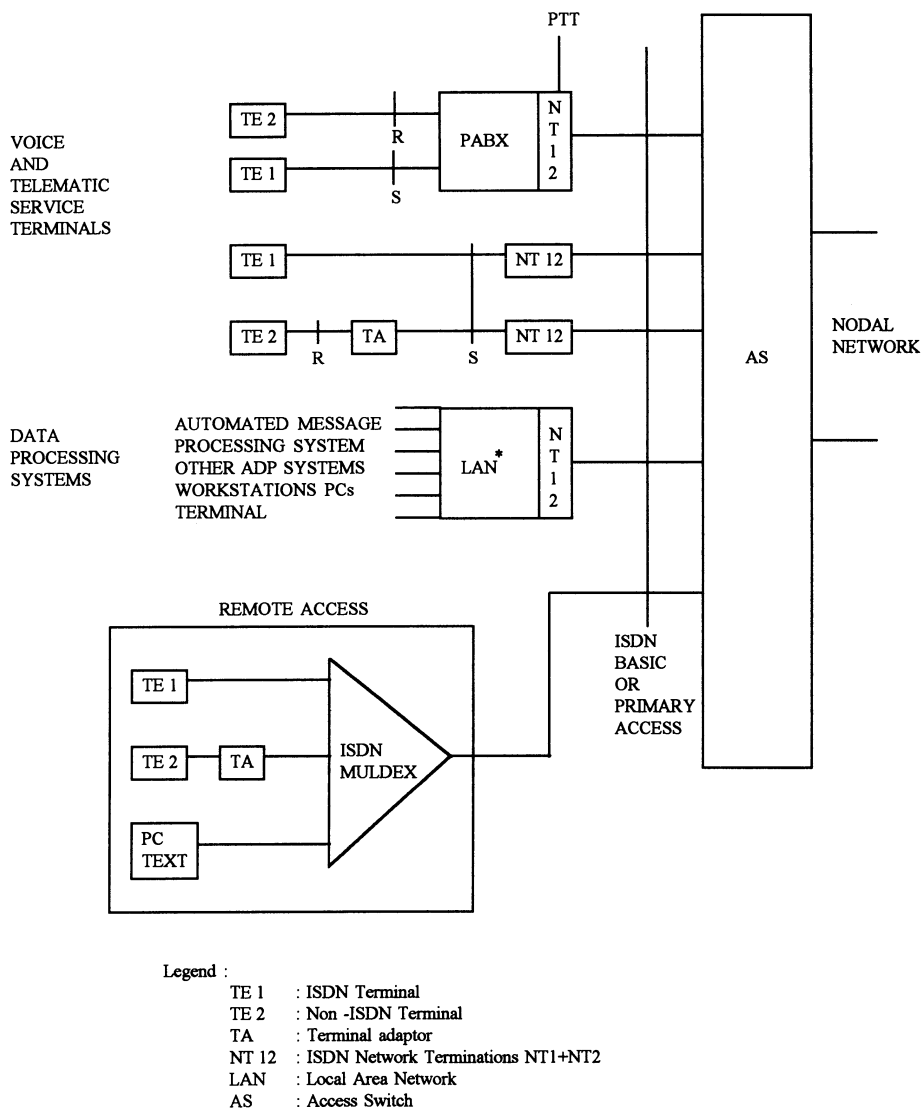 PTT
VOICE
AND
TELEMATIC
SERVICE
TERMINALS
TE 2
R
TE 1
S
PABX
N
T
1
2
TE 1
NT 12
TE 2
R
TA
S
NT 12
AS
NODAL
NETWORK
DATA
PROCESSING
SYSTEMS
AUTOMATED MESSAGE
PROCESSING SYSTEM
OTHER ADP SYSTEMS
WORKSTATIONS PCs
TERMINAL
LAN*
N
T
1
2
REMOTE ACCESS
TE 1
TE 2
TA
PC
TEXT
ISDN
MULDEX
ISDN
BASIC
OR
PRIMARY
ACCESS
Legend :
TE 1 : ISDN Terminal
TE 2 : Non -ISDN Terminal
TA : Terminal adaptor
NT 12 : ISDN Network Terminations NT1+NT2
LAN : Local Area Network
AS : Access Switch